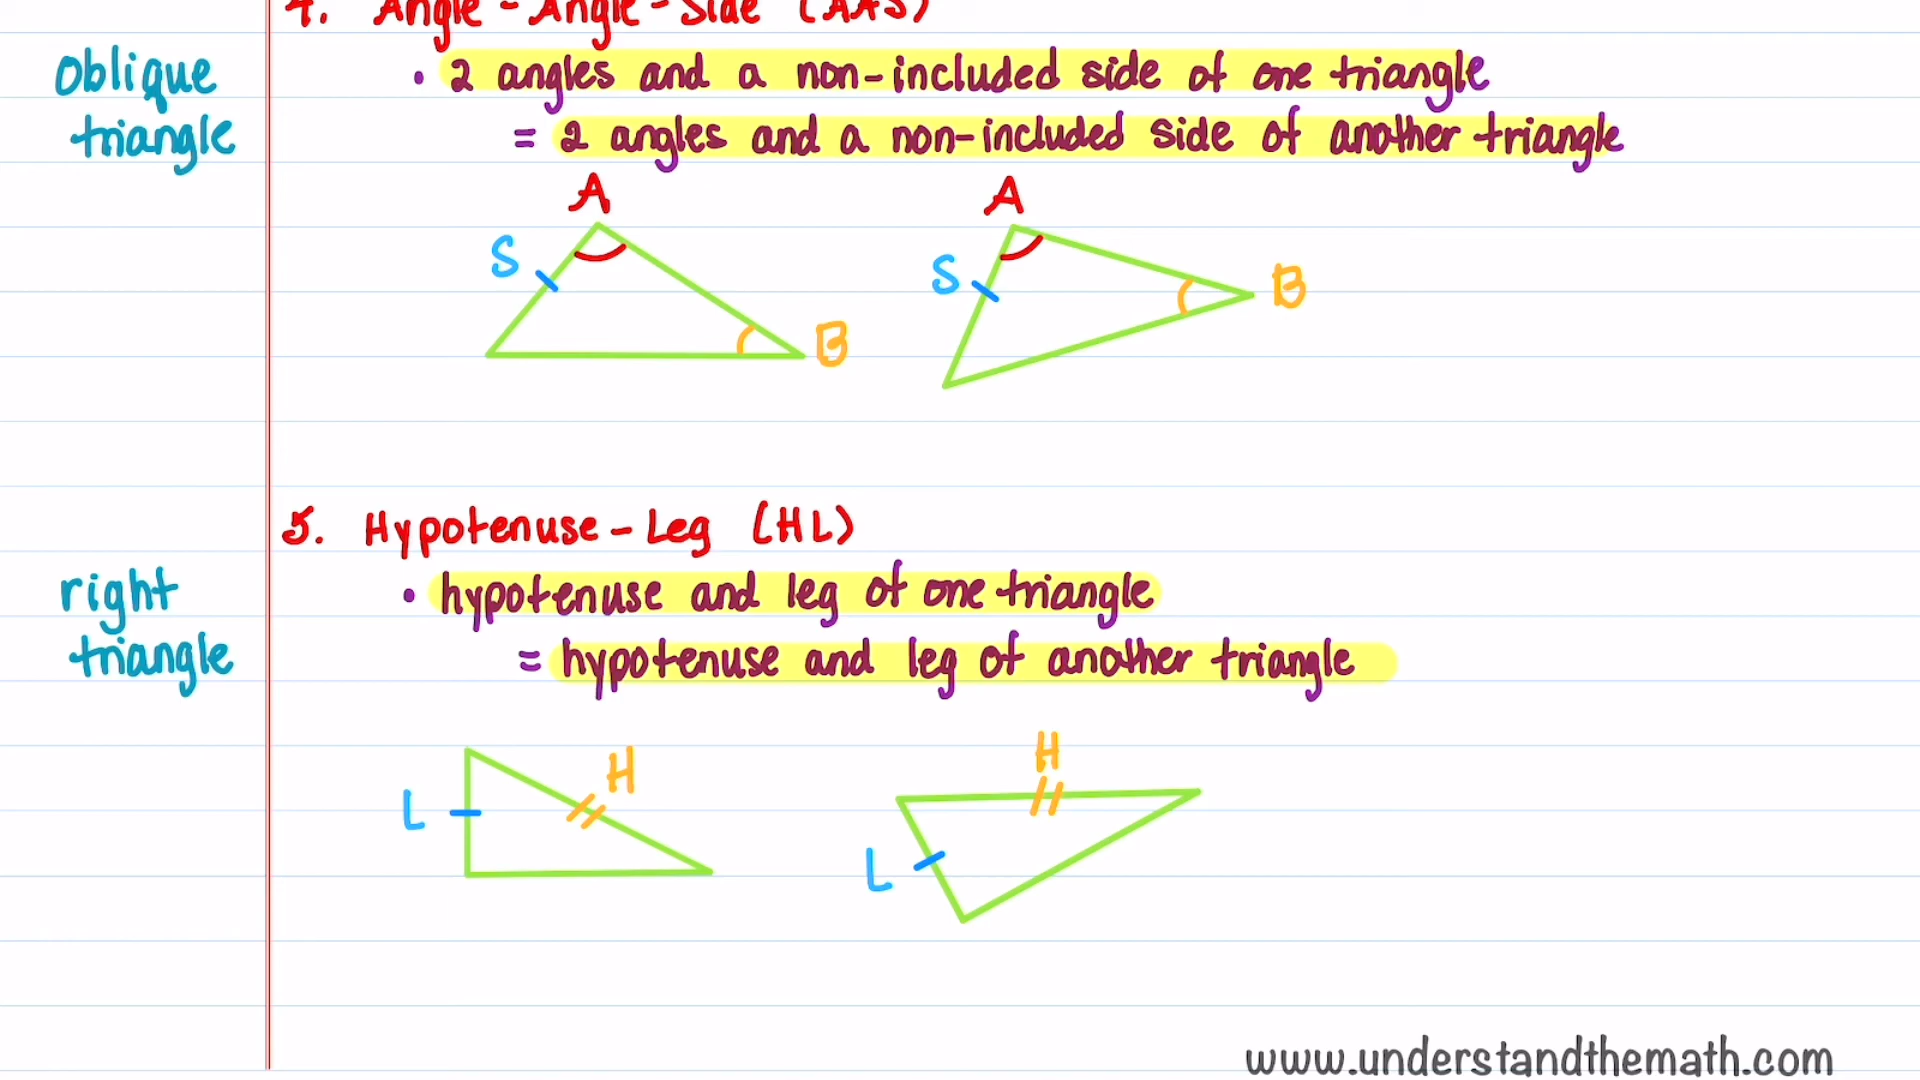 4. Angle-Angle-Side (AAS)
oblique
triangle
• 2 angles and a non-included side of one triangle
= 2 angles and a non-included side of another triangle
A
A
S
S
B
B
5. Hypotenuse-Leg (HL)
right
triangle
• hypotenuse and leg of one triangle
= hypotenuse and leg of another triangle
H
H
L
L
www.understandthemath.com